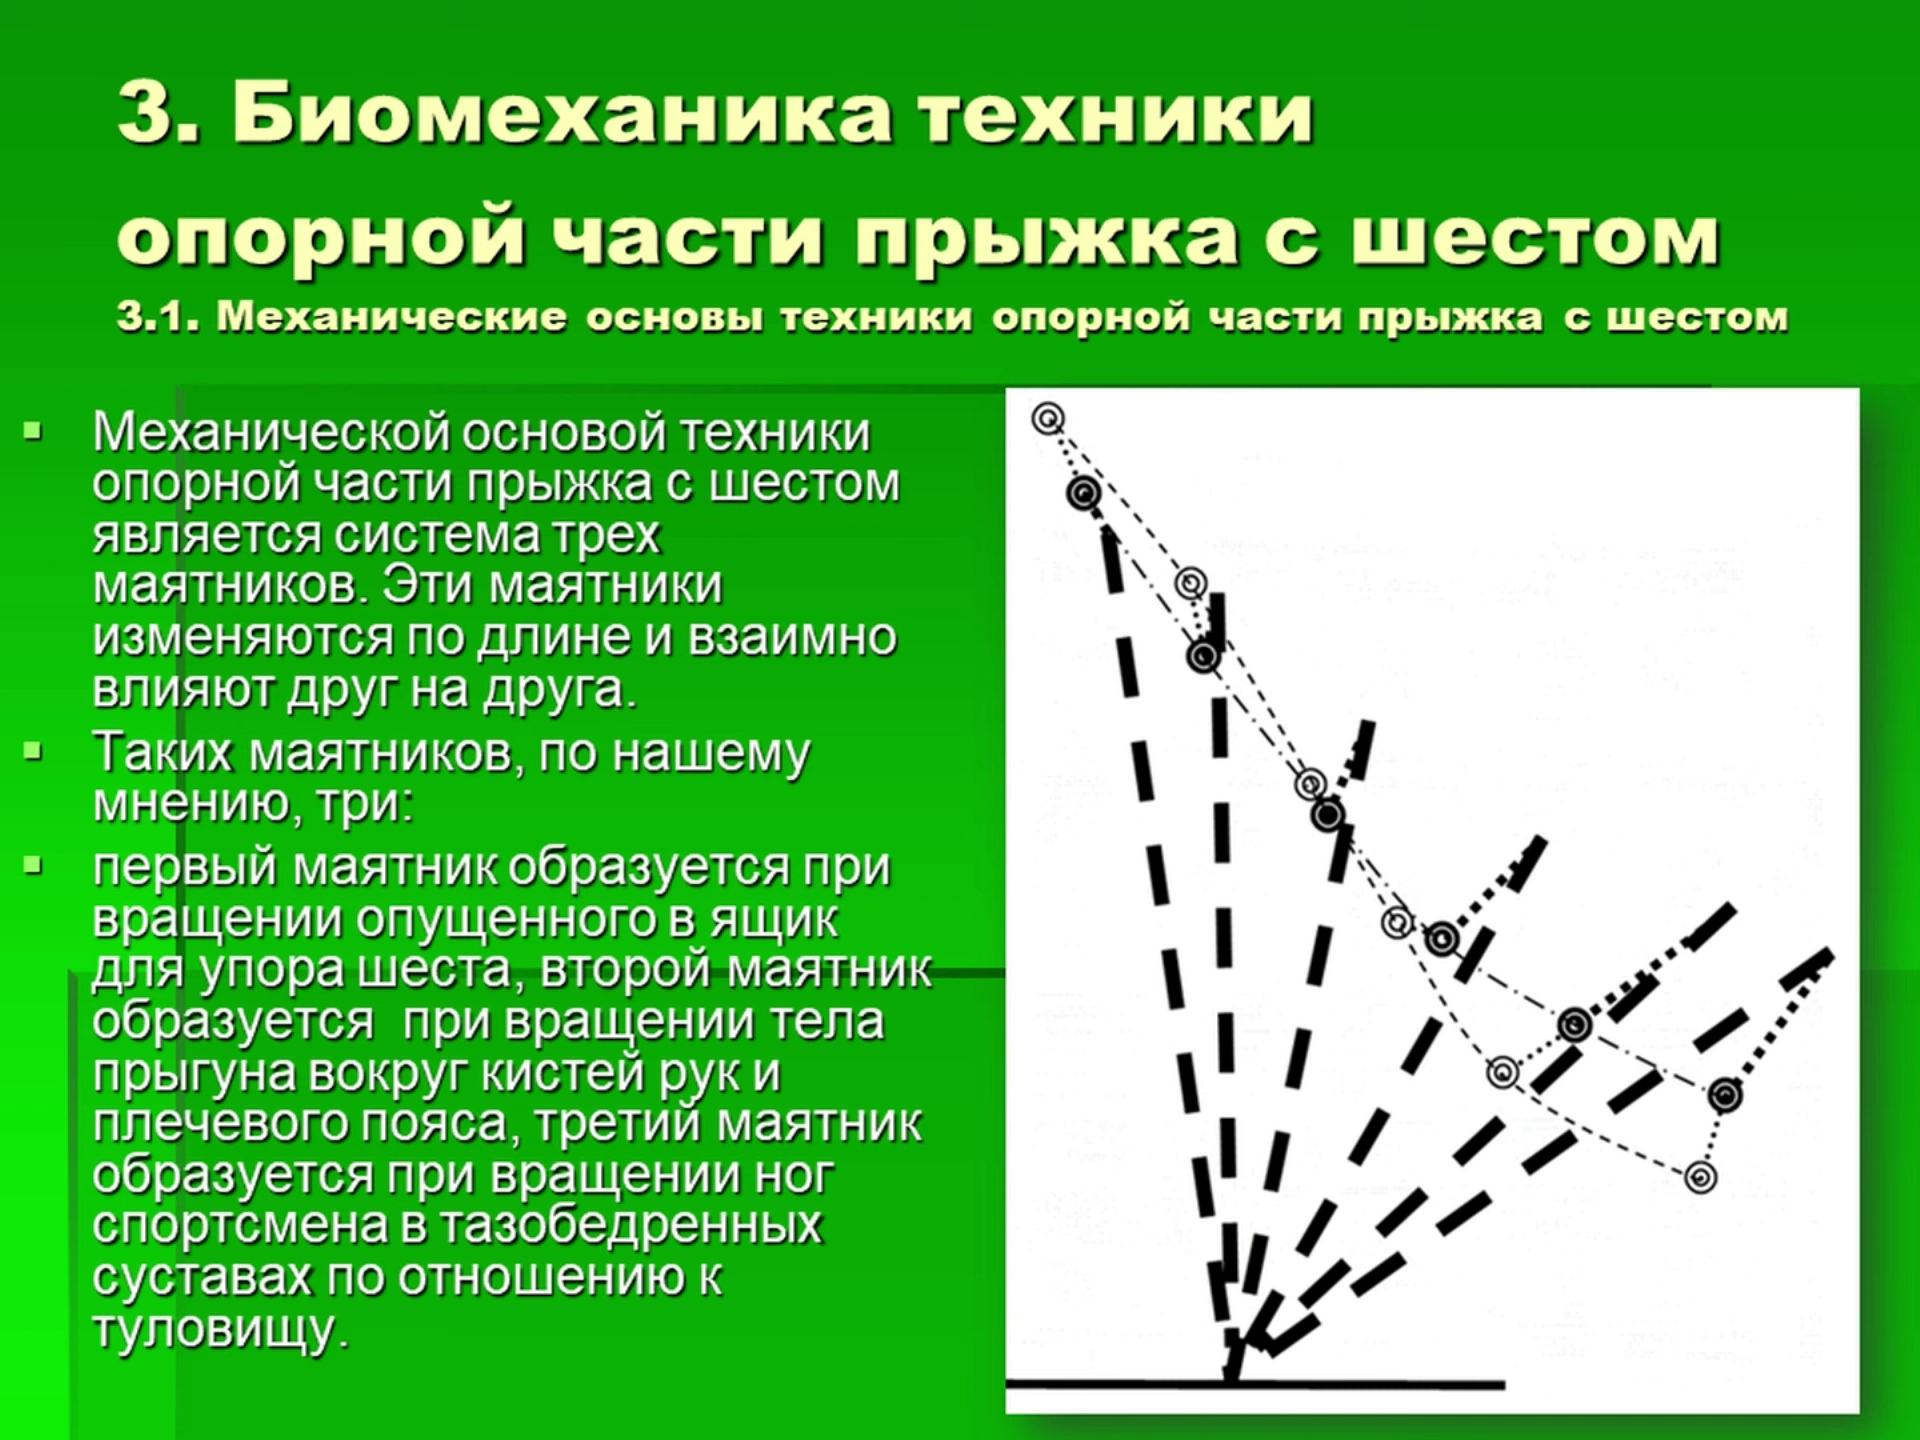 3. Биомеханика техники
опорной части прыжка с шестом
3.1. Механические основы техники опорной части прыжка с шестом
Механической основой техники
опорной части прыжка с шестом
является система трех
маятников. Эти маятники
изменяются по длине и взаимно
влияют друг на друга.
Таких маятников, по нашему
мнению, три:
первый маятник образуется при
вращении опущенного в ящик
для упора шеста, второй маятник
образуется при вращении тела
прыгуна вокруг кистей рук и
плечевого пояса, третий маятник
образуется при вращении ног
спортсмена в тазобедренных
суставах по отношению к
туловищу.